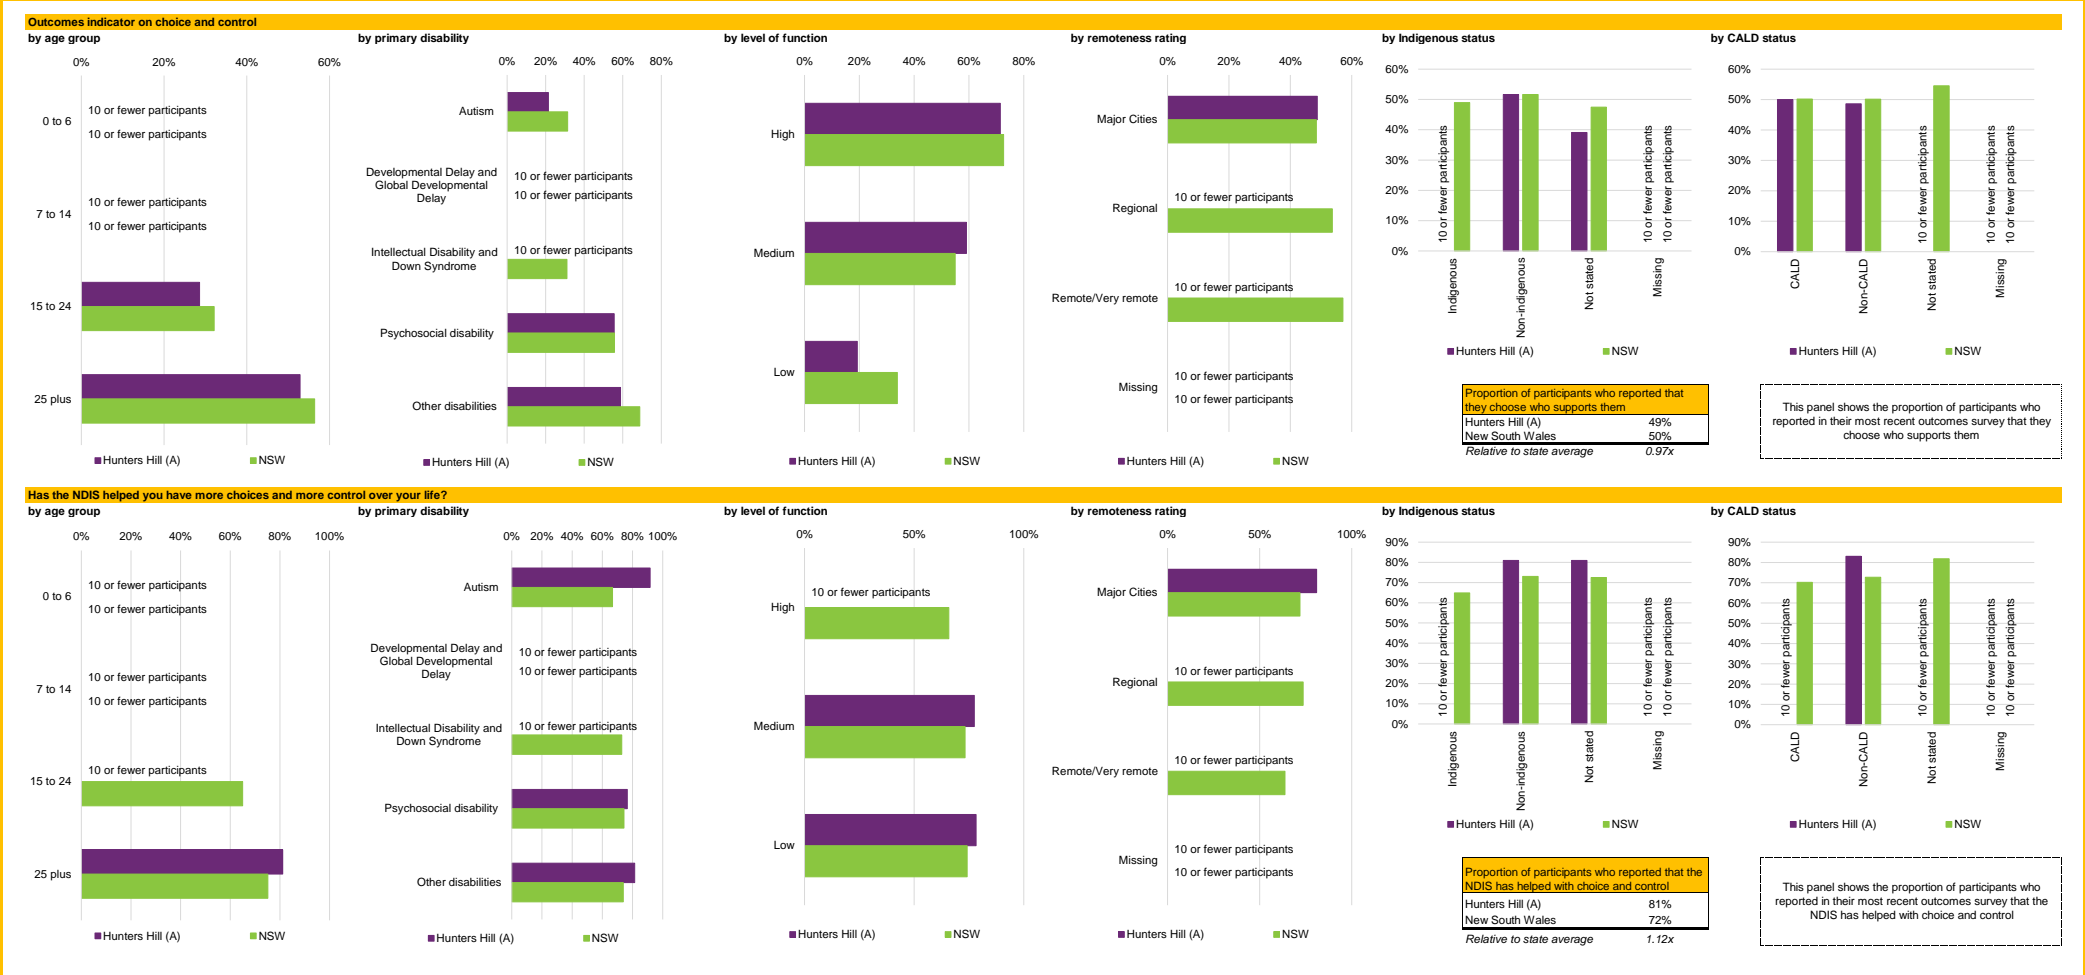 Outcomes indicator on choice and control
by age group
0% 20% 40% 60%
0 to 6
10 or fewer participants
10 or fewer participants
7 to 14
10 or fewer participants
10 or fewer participants
15 to 24
25 plus
Hunters Hill (A) NSW
by primary disability
0% 20% 40% 60% 80%
Autism
Developmental Delay and
Global Developmental
Delay
10 or fewer participants
10 or fewer participants
Intellectual Disability and
Down Syndrome
10 or fewer participants
Psychosocial disability
Other disabilities
Hunters Hill (A) NSW
by level of function
0% 20% 40% 60% 80%
High
Medium
Low
Hunters Hill (A) NSW
by remoteness rating
0% 20% 40% 60%
Major Cities
Regional
10 or fewer participants
Remote/Very remote
10 or fewer participants
Missing
10 or fewer participants
10 or fewer participants
Hunters Hill (A) NSW
by Indigenous status
60%
50%
40%
30%
20%
10%
0%
10 or fewer participants
10 or fewer participants
10 or fewer participants
Indigenous
Non-indigenous
Not stated
Missing
Hunters Hill (A) NSW
by CALD status
60%
50%
40%
30%
20%
10%
0%
10 or fewer participants
10 or fewer participants
10 or fewer participants
CALD
Non-CALD
Not stated
Missing
Hunters Hill (A) NSW
Proportion of participants who reported that
they choose who supports them
Hunters Hill (A) 49%
New South Wales 50%
Relative to state average 0.97x
This panel shows the proportion of participants who
reported in their most recent outcomes survey that they
choose who supports them
Has the NDIS helped you have more choices and more control over your life?
by age group
0% 20% 40% 60% 80% 100%
0 to 6
10 or fewer participants
10 or fewer participants
7 to 14
10 or fewer participants
10 or fewer participants
15 to 24
10 or fewer participants
25 plus
Hunters Hill (A) NSW
by primary disability
0% 20% 40% 60% 80% 100%
Autism
Developmental Delay and
Global Developmental
Delay
10 or fewer participants
10 or fewer participants
Intellectual Disability and
Down Syndrome
10 or fewer participants
Psychosocial disability
Other disabilities
Hunters Hill (A) NSW
by level of function
0% 50% 100%
High
10 or fewer participants
Medium
Low
Hunters Hill (A) NSW
by remoteness rating
0% 50% 100%
Major Cities
Regional
10 or fewer participants
Remote/Very remote
10 or fewer participants
Missing
10 or fewer participants
10 or fewer participants
Hunters Hill (A) NSW
by Indigenous status
90%
80%
70%
60%
50%
40%
30%
20%
10%
0%
10 or fewer participants
10 or fewer participants
10 or fewer participants
Indigenous
Non-indigenous
Not stated
Missing
Hunters Hill (A) NSW
by CALD status
90%
80%
70%
60%
50%
40%
30%
20%
10%
0%
10 or fewer participants
10 or fewer participants
10 or fewer participants
10 or fewer participants
CALD
Non-CALD
Not stated
Missing
Hunters Hill (A) NSW
Proportion of participants who reported that the
NDIS has helped with choice and control
Hunters Hill (A) 81%
New South Wales 72%
Relative to state average 1.12x
This panel shows the proportion of participants who
reported in their most recent outcomes survey that the
NDIS has helped with choice and control